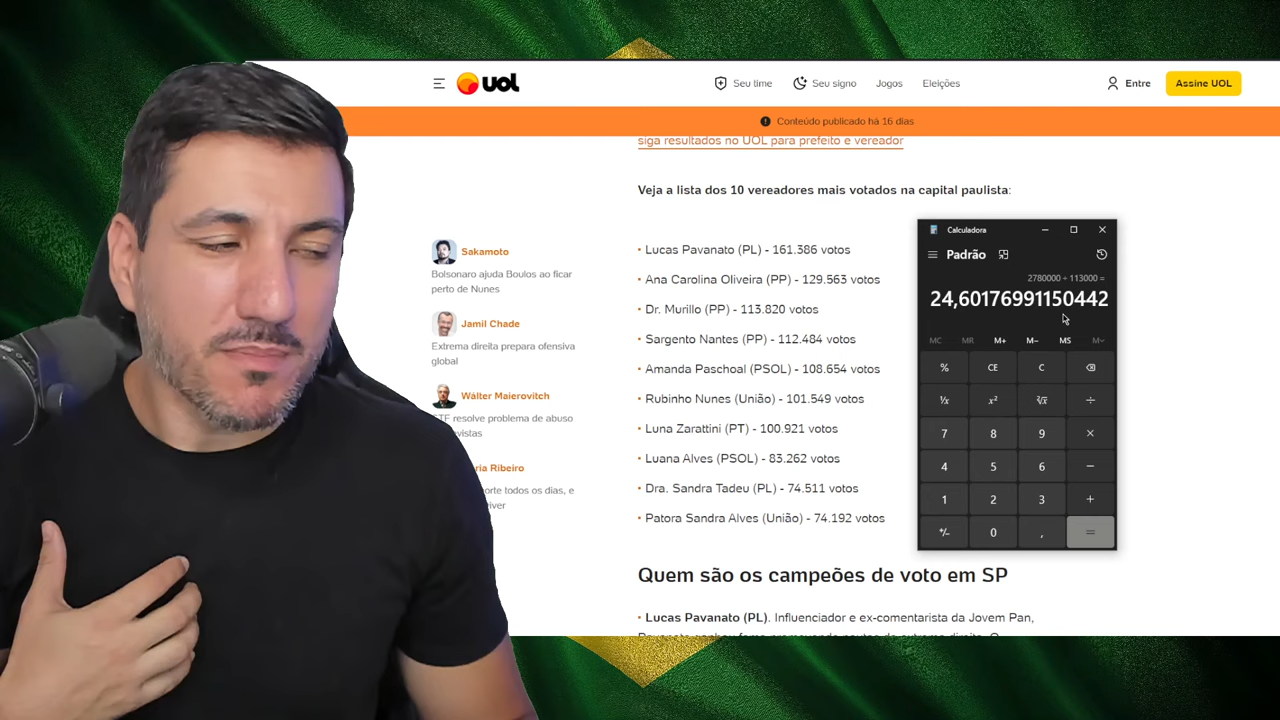 uol
Seu time
Seu signo
Jogos
Eleições
Entre
Assine UOL
Conteúdo publicado há 16 dias
siga resultados no UOL para prefeito e vereador
Veja a lista dos 10 vereadores mais votados na capital paulista:
Sakamoto
Bolsonaro ajuda Boulos ao ficar
perto de Nunes
Jamil Chade
Extrema direita prepara ofensiva
global
Wálter Maierovitch
resolve problema de abuso
Ribeiro
todos os dias, e
• Lucas Pavanato (PL) - 161.386 votos
• Ana Carolina Oliveira (PP) - 129.563 votos
• Dr. Murillo (PP) - 113.820 votos
• Sargento Nantes (PP) - 112.484 votos
• Amanda Paschoal (PSOL) - 108.654 votos
• Rubinho Nunes (União) - 101.549 votos
• Luna Zarattini (PT) - 100.921 votos
• Luana Alves (PSOL) - 83.262 votos
• Dra. Sandra Tadeu (PL) - 74.511 votos
• Patora Sandra Alves (União) - 74.192 votos
Calculadora
Padrão
2780000 ÷ 113000 =
24,60176991150442
MC MR M+ M− MS M˅
% CE C
¹/x x² ²√x ÷
7 8 9 ×
4 5 6 −
1 2 3 +
+/− 0 , =
Quem são os campeões de voto em SP
• Lucas Pavanato (PL). Influenciador e ex-comentarista da Jovem Pan,